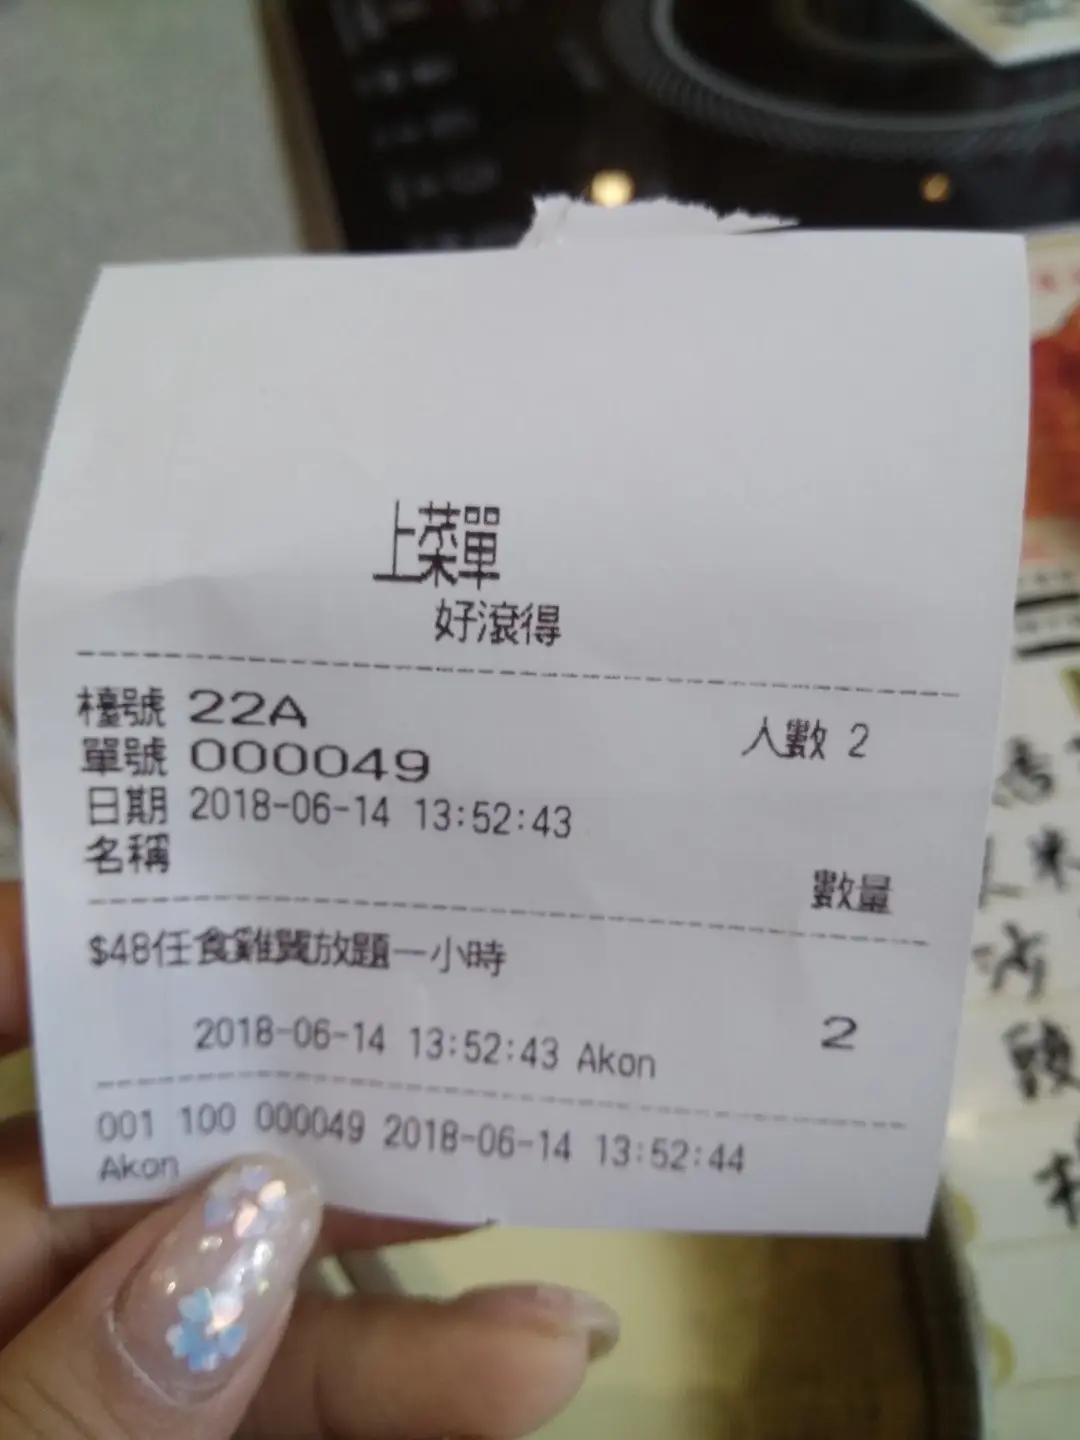 上菜單
好滾得
檯號 22A
人數 2
單號 000049
日期 2018-06-14 13:52:43
名稱
數量
$48任食雞煲放題一小時
2
2018-06-14 13:52:43 Akon
001 100 000049 2018-06-14 13:52:44
Akon